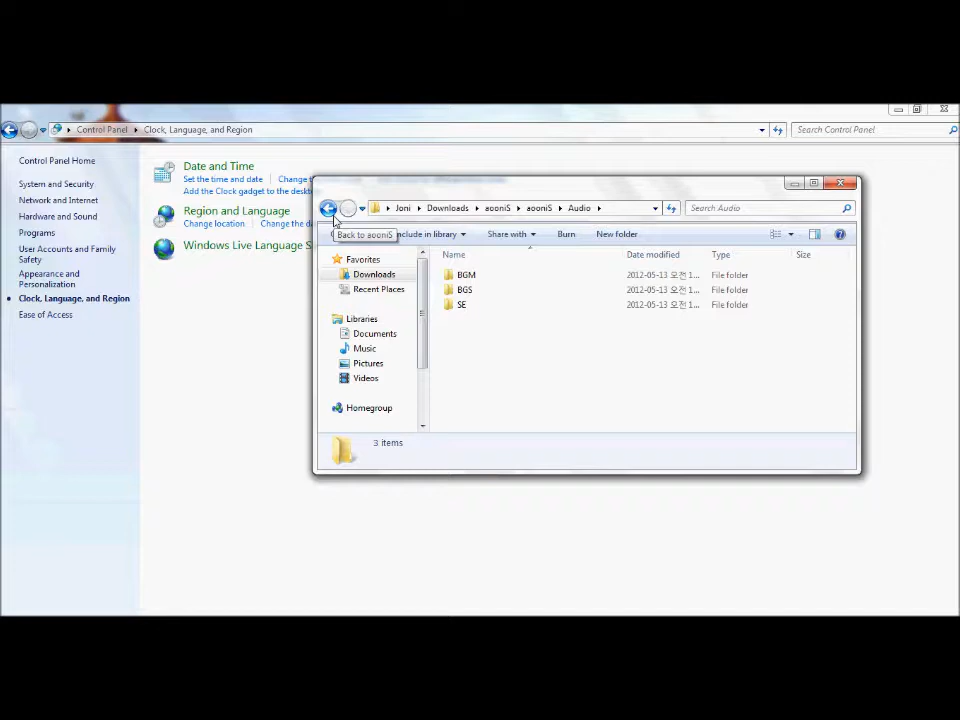 Control Panel ▸ Clock, Language, and Region
Search Control Panel
Control Panel Home
System and Security
Network and Internet
Hardware and Sound
Programs
User Accounts and Family
Safety
Appearance and
Personalization
Clock, Language, and Region
Ease of Access
Date and Time
Set the time and date
Change t
Add the Clock gadget to the deskt
Region and Language
Change location
Change the da
Windows Live Language S
Joni ▸ Downloads ▸ aooniS ▸ aooniS ▸ Audio ▸
Search Audio
Back to aooniS
nclude in library
Share with
Burn
New folder
Favorites
Downloads
Recent Places
Libraries
Documents
Music
Pictures
Videos
Homegroup
Name
Date modified
Type
Size
BGM
2012-05-13 오전 1...
File folder
BGS
2012-05-13 오전 1...
File folder
SE
2012-05-13 오전 1...
File folder
3 items